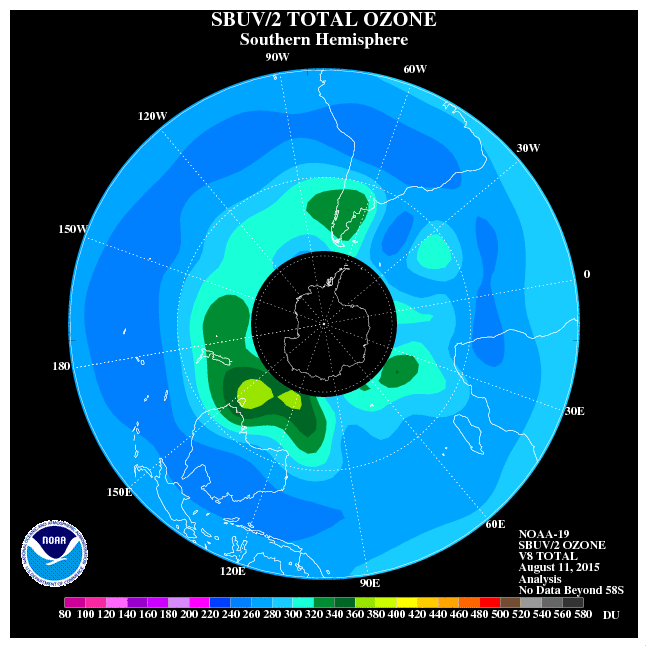 SBUV/2 TOTAL OZONE
Southern Hemisphere
90W
60W
120W
30W
150W
0
180
30E
150E
60E
120E
90E
NOAA
NOAA-19
SBUV/2 OZONE
V8 TOTAL
August 11, 2015
Analysis
No Data Beyond 58S
80 100 120 140 160 180 200 220 240 260 280 300 320 340 360 380 400 420 440 460 480 500 520 540 560 580 DU